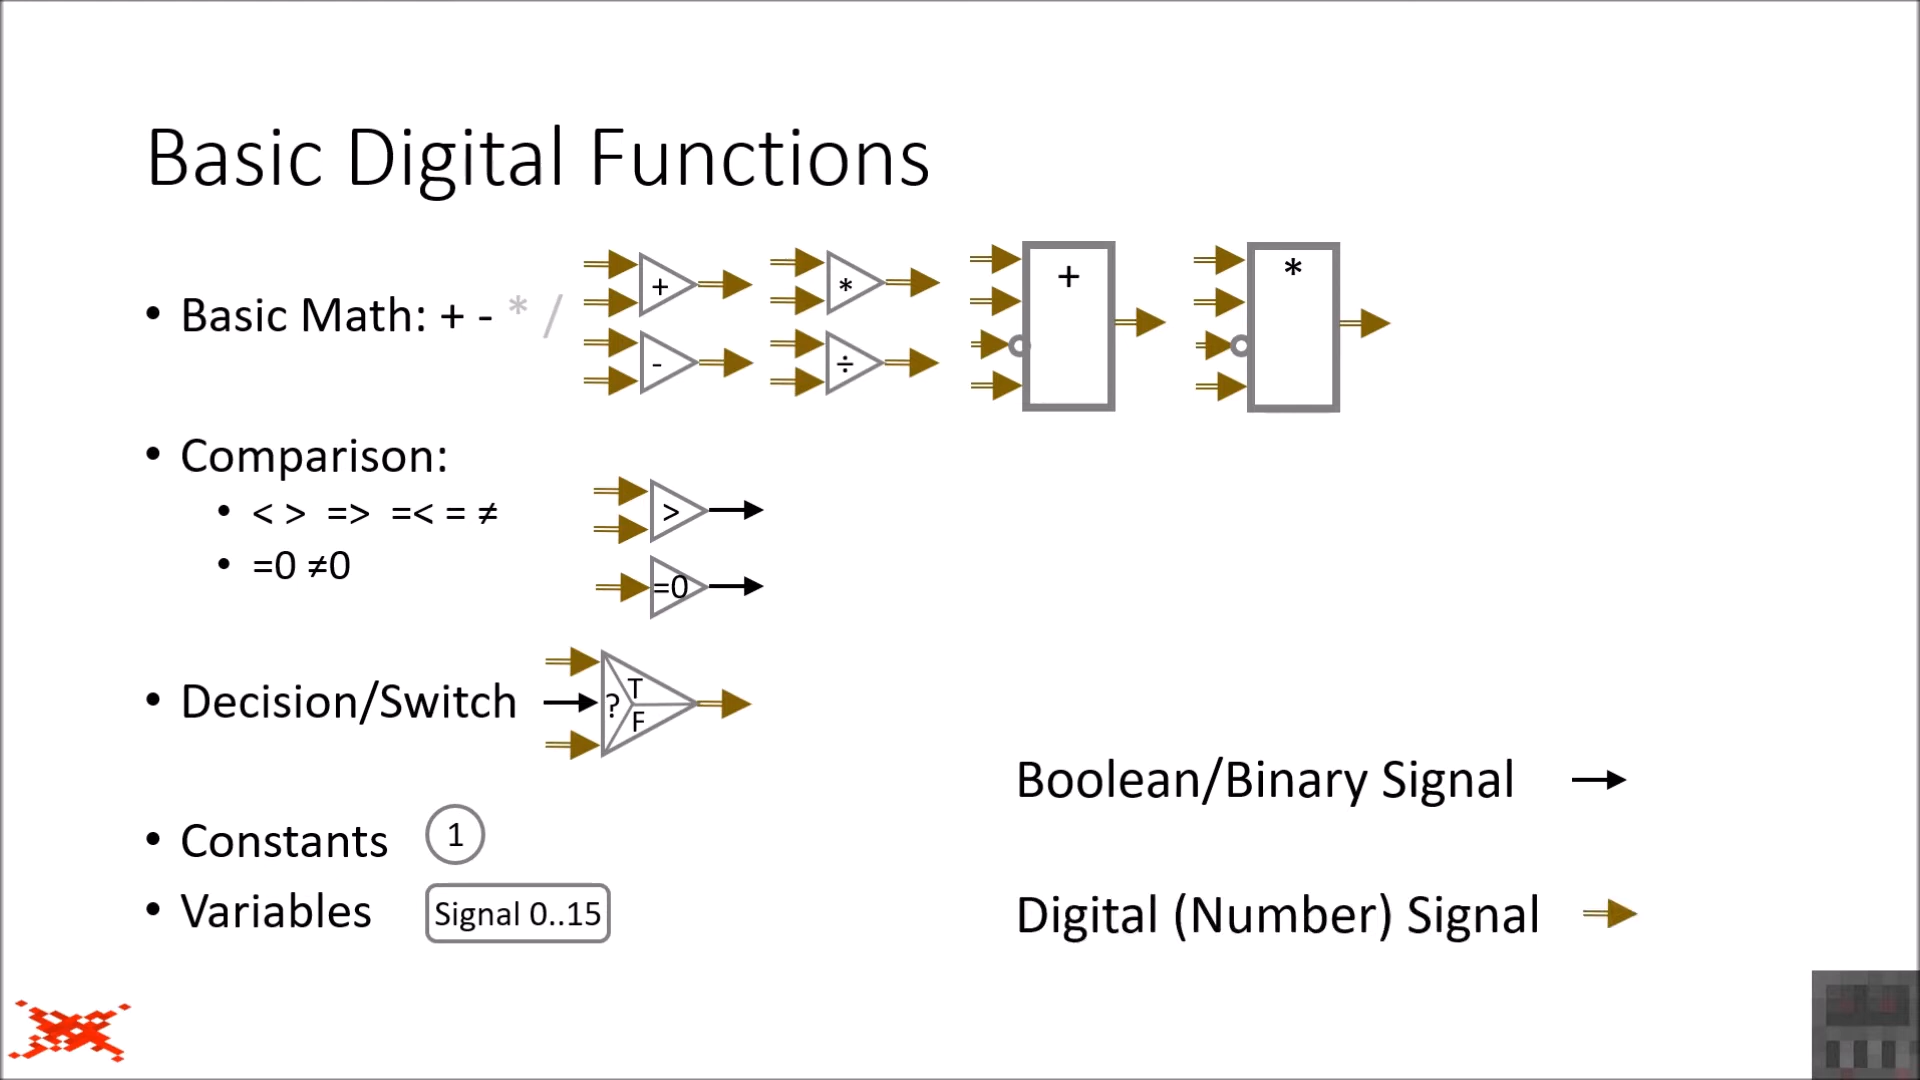 Basic Digital Functions
• Basic Math: + - * /
+ * + *
- ÷
• Comparison:
• < > => =< = ≠ >
• =0 ≠0 =0
• Decision/Switch ? T F
Boolean/Binary Signal
• Constants 1
• Variables Signal 0..15
Digital (Number) Signal